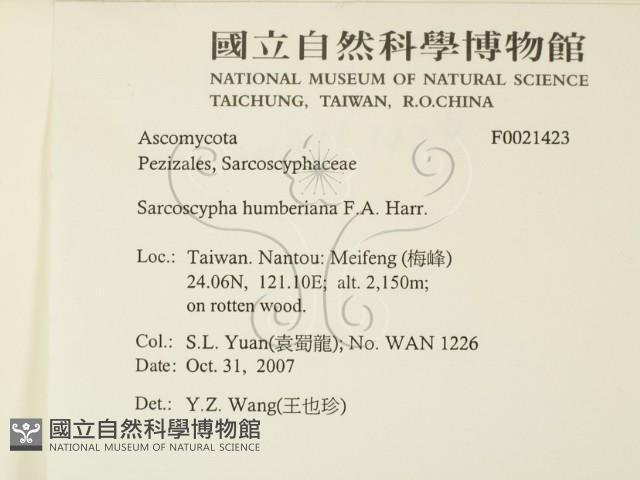 國立自然科學博物館
NATIONAL MUSEUM OF NATURAL SCIENCE
TAICHUNG, TAIWAN, R.O.CHINA
Ascomycota F0021423
Pezizales, Sarcoscyphaceae
Sarcoscypha humberiana F.A. Harr.
Loc.: Taiwan. Nantou: Meifeng (梅峰)
24.06N, 121.10E; alt. 2,150m;
on rotten wood.
Col.: S.L. Yuan(袁蜀龍); No. WAN 1226
Date: Oct. 31, 2007
Det.: Y.Z. Wang(王也珍)
國立自然科學博物館
NATIONAL MUSEUM OF NATURAL SCIENCE